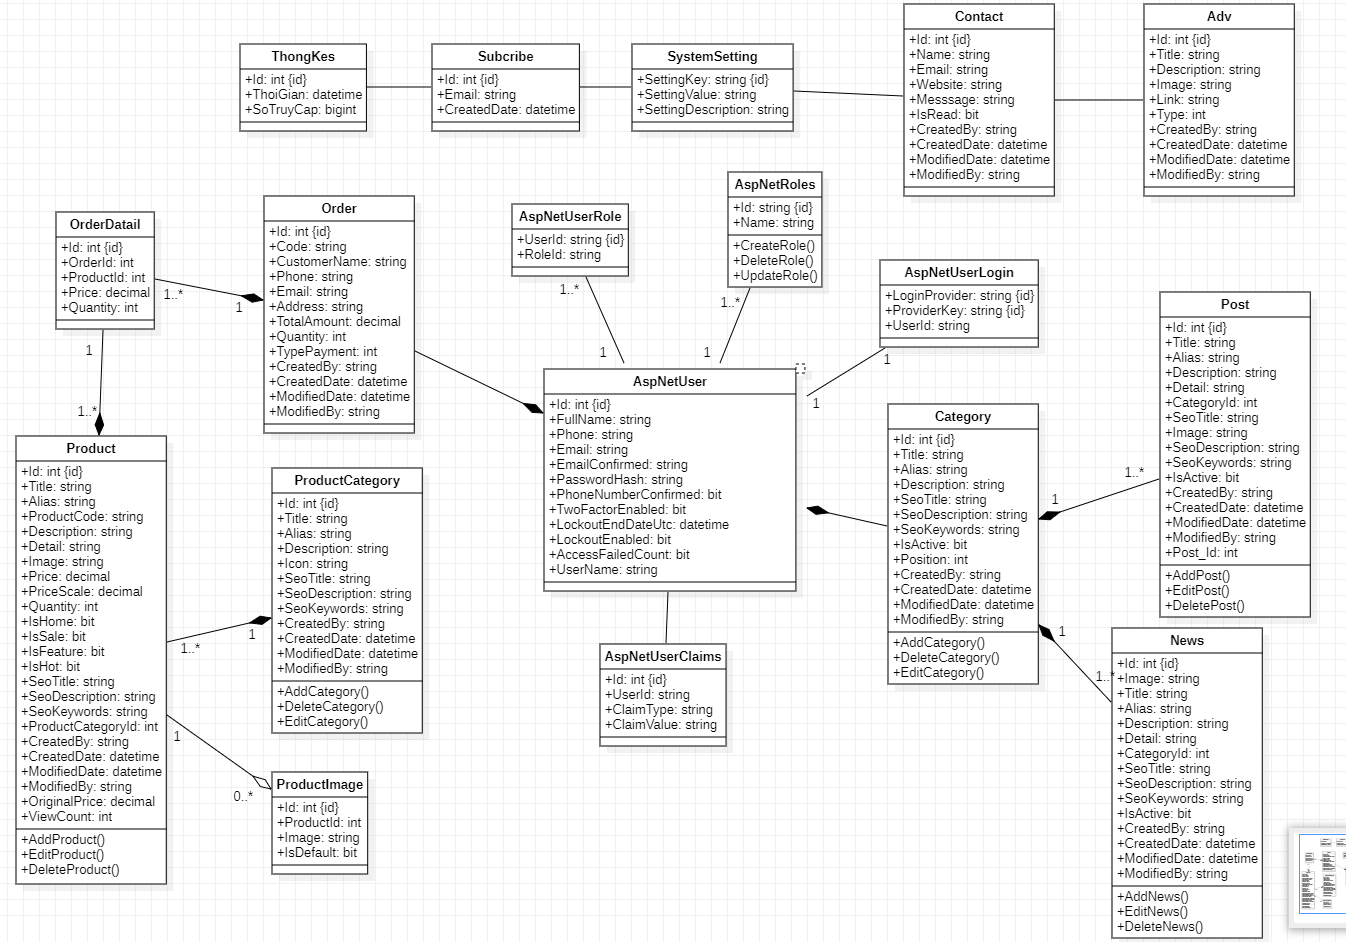 ThongKes
+Id: int {id}
+ThoiGian: datetime
+SoTruyCap: bigint
Subcribe
+Id: int {id}
+Email: string
+CreatedDate: datetime
SystemSetting
+SettingKey: string {id}
+SettingValue: string
+SettingDescription: string
Contact
+Id: int {id}
+Name: string
+Email: string
+Website: string
+Messsage: string
+IsRead: bit
+CreatedBy: string
+CreatedDate: datetime
+ModifiedDate: datetime
+ModifiedBy: string
Adv
+Id: int {id}
+Title: string
+Description: string
+Image: string
+Link: string
+Type: int
+CreatedBy: string
+CreatedDate: datetime
+ModifiedDate: datetime
+ModifiedBy: string
OrderDatail
+Id: int {id}
+OrderId: int
+ProductId: int
+Price: decimal
+Quantity: int
1..*
1
1
1..*
Order
+Id: int {id}
+Code: string
+CustomerName: string
+Phone: string
+Email: string
+Address: string
+TotalAmount: decimal
+Quantity: int
+TypePayment: int
+CreatedBy: string
+CreatedDate: datetime
+ModifiedDate: datetime
+ModifiedBy: string
AspNetUserRole
+UserId: string {id}
+RoleId: string
1..*
1
AspNetRoles
+Id: string {id}
+Name: string
+CreateRole()
+DeleteRole()
+UpdateRole()
1..*
1
AspNetUserLogin
+LoginProvider: string {id}
+ProviderKey: string {id}
+UserId: string
1
1
Post
+Id: int {id}
+Title: string
+Alias: string
+Description: string
+Detail: string
+CategoryId: int
+SeoTitle: string
+Image: string
+SeoDescription: string
+SeoKeywords: string
+IsActive: bit
+CreatedBy: string
+CreatedDate: datetime
+ModifiedDate: datetime
+ModifiedBy: string
+Post_Id: int
+AddPost()
+EditPost()
+DeletePost()
AspNetUser
+Id: int {id}
+FullName: string
+Phone: string
+Email: string
+EmailConfirmed: string
+PasswordHash: string
+PhoneNumberConfirmed: bit
+TwoFactorEnabled: bit
+LockoutEndDateUtc: datetime
+LockoutEnabled: bit
+AccessFailedCount: bit
+UserName: string
Category
+Id: int {id}
+Title: string
+Alias: string
+Description: string
+SeoTitle: string
+SeoDescription: string
+SeoKeywords: string
+IsActive: bit
+Position: int
+CreatedBy: string
+CreatedDate: datetime
+ModifiedDate: datetime
+ModifiedBy: string
+AddCategory()
+DeleteCategory()
+EditCategory()
1
1..*
1
1..*
Product
+Id: int {id}
+Title: string
+Alias: string
+ProductCode: string
+Description: string
+Detail: string
+Image: string
+Price: decimal
+PriceScale: decimal
+Quantity: int
+IsHome: bit
+IsSale: bit
+IsFeature: bit
+IsHot: bit
+SeoTitle: string
+SeoDescription: string
+SeoKeywords: string
+ProductCategoryId: int
+CreatedBy: string
+CreatedDate: datetime
+ModifiedDate: datetime
+ModifiedBy: string
+OriginalPrice: decimal
+ViewCount: int
+AddProduct()
+EditProduct()
+DeleteProduct()
1..*
1
1
0..*
ProductCategory
+Id: int {id}
+Title: string
+Alias: string
+Description: string
+Icon: string
+SeoTitle: string
+SeoDescription: string
+SeoKeywords: string
+CreatedBy: string
+CreatedDate: datetime
+ModifiedDate: datetime
+ModifiedBy: string
+AddCategory()
+DeleteCategory()
+EditCategory()
ProductImage
+Id: int {id}
+ProductId: int
+Image: string
+IsDefault: bit
AspNetUserClaims
+Id: int {id}
+UserId: string
+ClaimType: string
+ClaimValue: string
News
+Id: int {id}
+Image: string
+Title: string
+Alias: string
+Description: string
+Detail: string
+CategoryId: int
+SeoTitle: string
+SeoDescription: string
+SeoKeywords: string
+IsActive: bit
+CreatedBy: string
+CreatedDate: datetime
+ModifiedDate: datetime
+ModifiedBy: string
+AddNews()
+EditNews()
+DeleteNews()